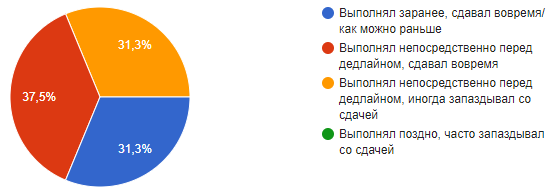 31,3%
37,5%
31,3%
Выполнял заранее, сдавал вовремя/
как можно раньше
Выполнял непосредственно перед
дедлайном, сдавал вовремя
Выполнял непосредственно перед
дедлайном, иногда запаздывал со
сдачей
Выполнял поздно, часто запаздывал
со сдачей